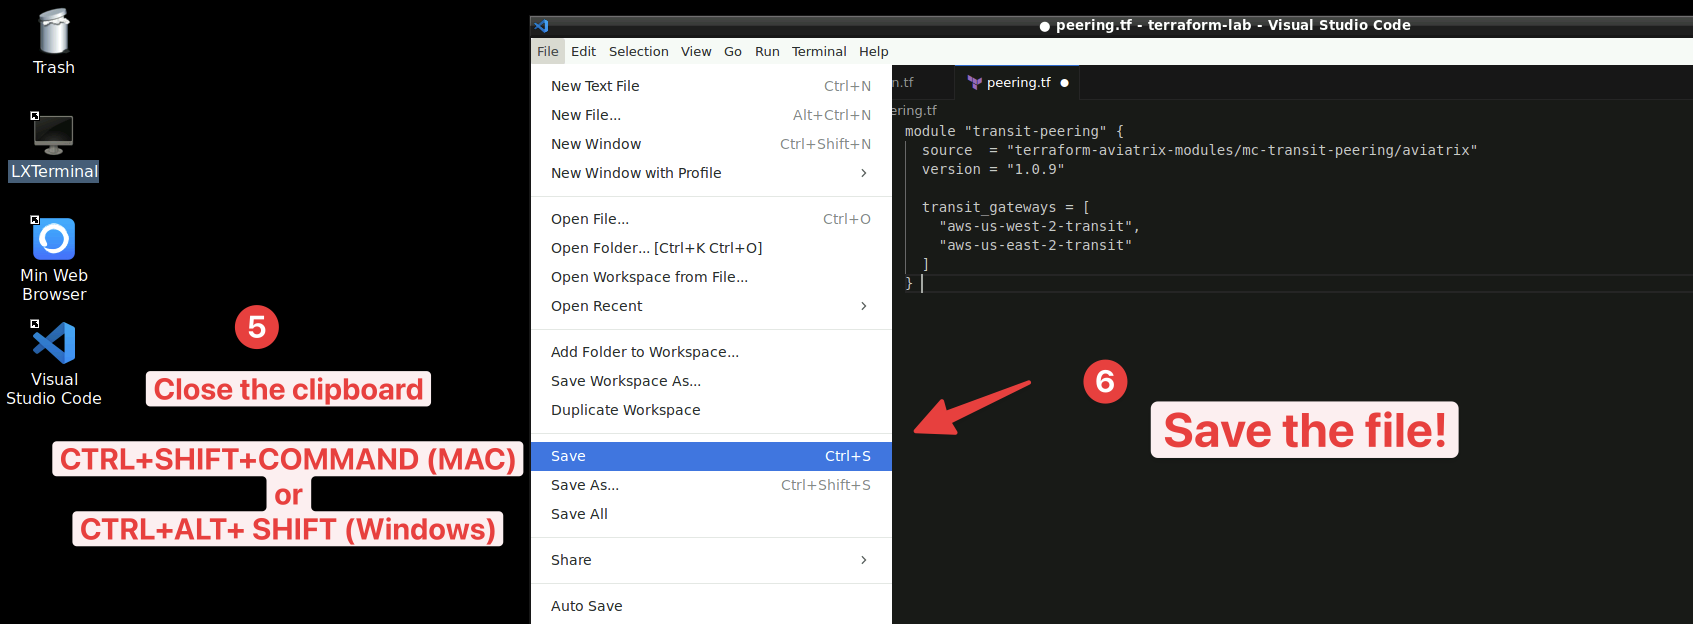 Trash
LXTerminal
Min Web
Browser
Visual
Studio Code
5
Close the clipboard
CTRL+SHIFT+COMMAND (MAC)
or
CTRL+ALT+ SHIFT (Windows)
● peering.tf - terraform-lab - Visual Studio Code
File Edit Selection View Go Run Terminal Help
New Text File Ctrl+N
New File... Alt+Ctrl+N
New Window Ctrl+Shift+N
New Window with Profile >
Open File... Ctrl+O
Open Folder... [Ctrl+K Ctrl+O]
Open Workspace from File...
Open Recent >
Add Folder to Workspace...
Save Workspace As...
Duplicate Workspace
Save Ctrl+S
Save As... Ctrl+Shift+S
Save All
Share >
Auto Save
n.tf peering.tf ●
ering.tf
module "transit-peering" {
source = "terraform-aviatrix-modules/mc-transit-peering/aviatrix"
version = "1.0.9"
transit_gateways = [
"aws-us-west-2-transit",
"aws-us-east-2-transit"
]
}
6
Save the file!